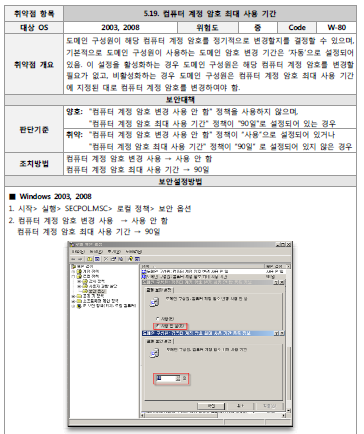 취약점 항목 5.19. 컴퓨터 계정 암호 최대 사용 기간
대상 OS 2003, 2008 위험도 중 Code W-80
취약점 개요
도메인 구성원이 해당 컴퓨터 계정 암호를 정기적으로 변경할지를 결정할 수 있으며,
기본적으로 도메인 구성원이 사용하는 도메인 암호 변경 기간은 '자동'으로 설정되어
있음. 이 정책을 활성화하는 경우 도메인 구성원은 해당 컴퓨터 계정 암호를 변경할
필요가 없고, 비활성화하는 경우 도메인 구성원은 컴퓨터 계정 암호 최대 사용 기간
에 지정된 대로 컴퓨터 계정 암호를 변경하여야 함.
보안대책
판단기준
양호: "컴퓨터 계정 암호 변경 사용 안 함" 정책을 사용하지 않으며,
"컴퓨터 계정 암호 최대 사용 기간" 정책이 "90일"로 설정되어 있는 경우
취약: "컴퓨터 계정 암호 변경 사용 안 함" 정책이 "사용"으로 설정되어 있거나
"컴퓨터 계정 암호 최대 사용 기간" 정책이 "90일" 로 설정되어 있지 않은 경우
조치방법
컴퓨터 계정 암호 변경 사용 → 사용 안 함
컴퓨터 계정 암호 최대 사용 기간 → 90일
보안설정방법
■ Windows 2003, 2008
1. 시작> 실행> SECPOL.MSC> 로컬 정책> 보안 옵션
2. 컴퓨터 계정 암호 변경 사용 → 사용 안 함
컴퓨터 계정 암호 최대 사용 기간 → 90일